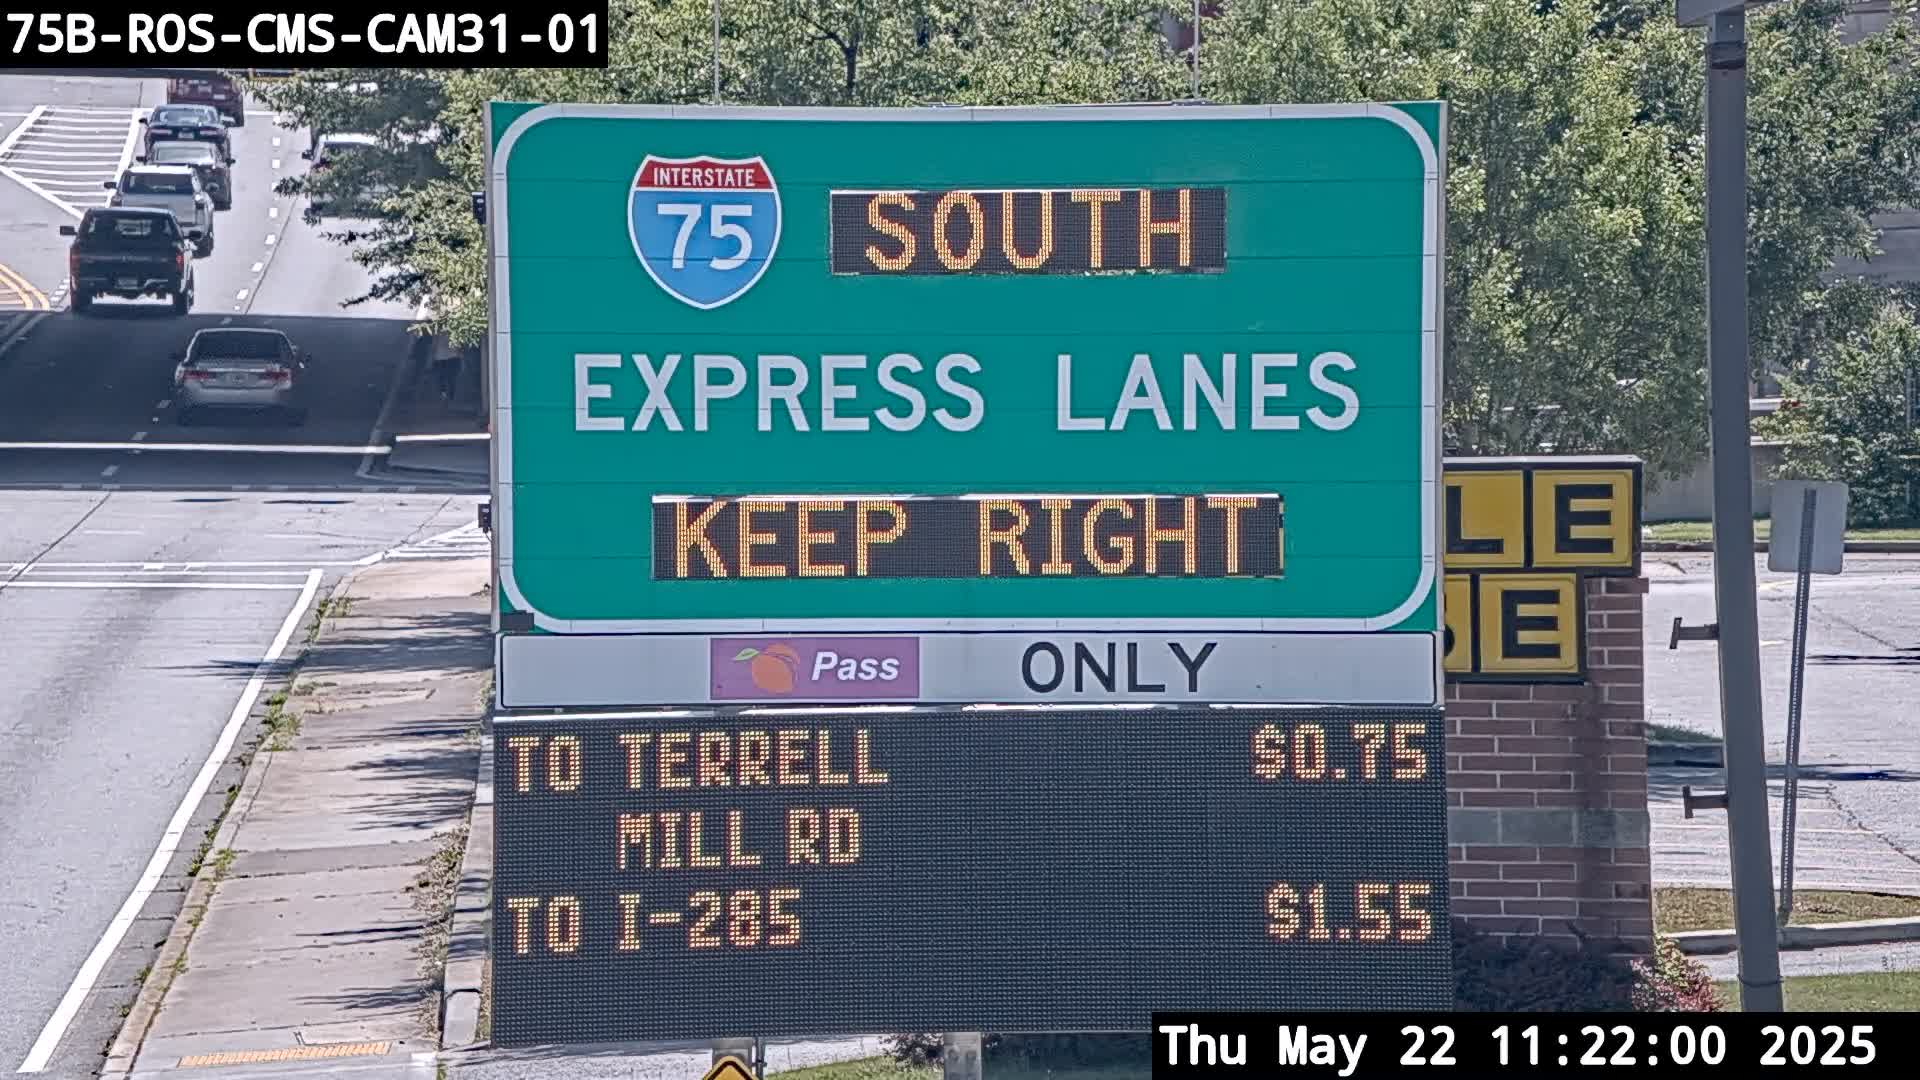 75B-ROS-CMS-CAM31-01
INTERSTATE
75
SOUTH
EXPRESS LANES
KEEP RIGHT
Pass ONLY
TO TERRELL $0.75
MILL RD
TO I-285 $1.55
LE
E
Thu May 22 11:22:00 2025